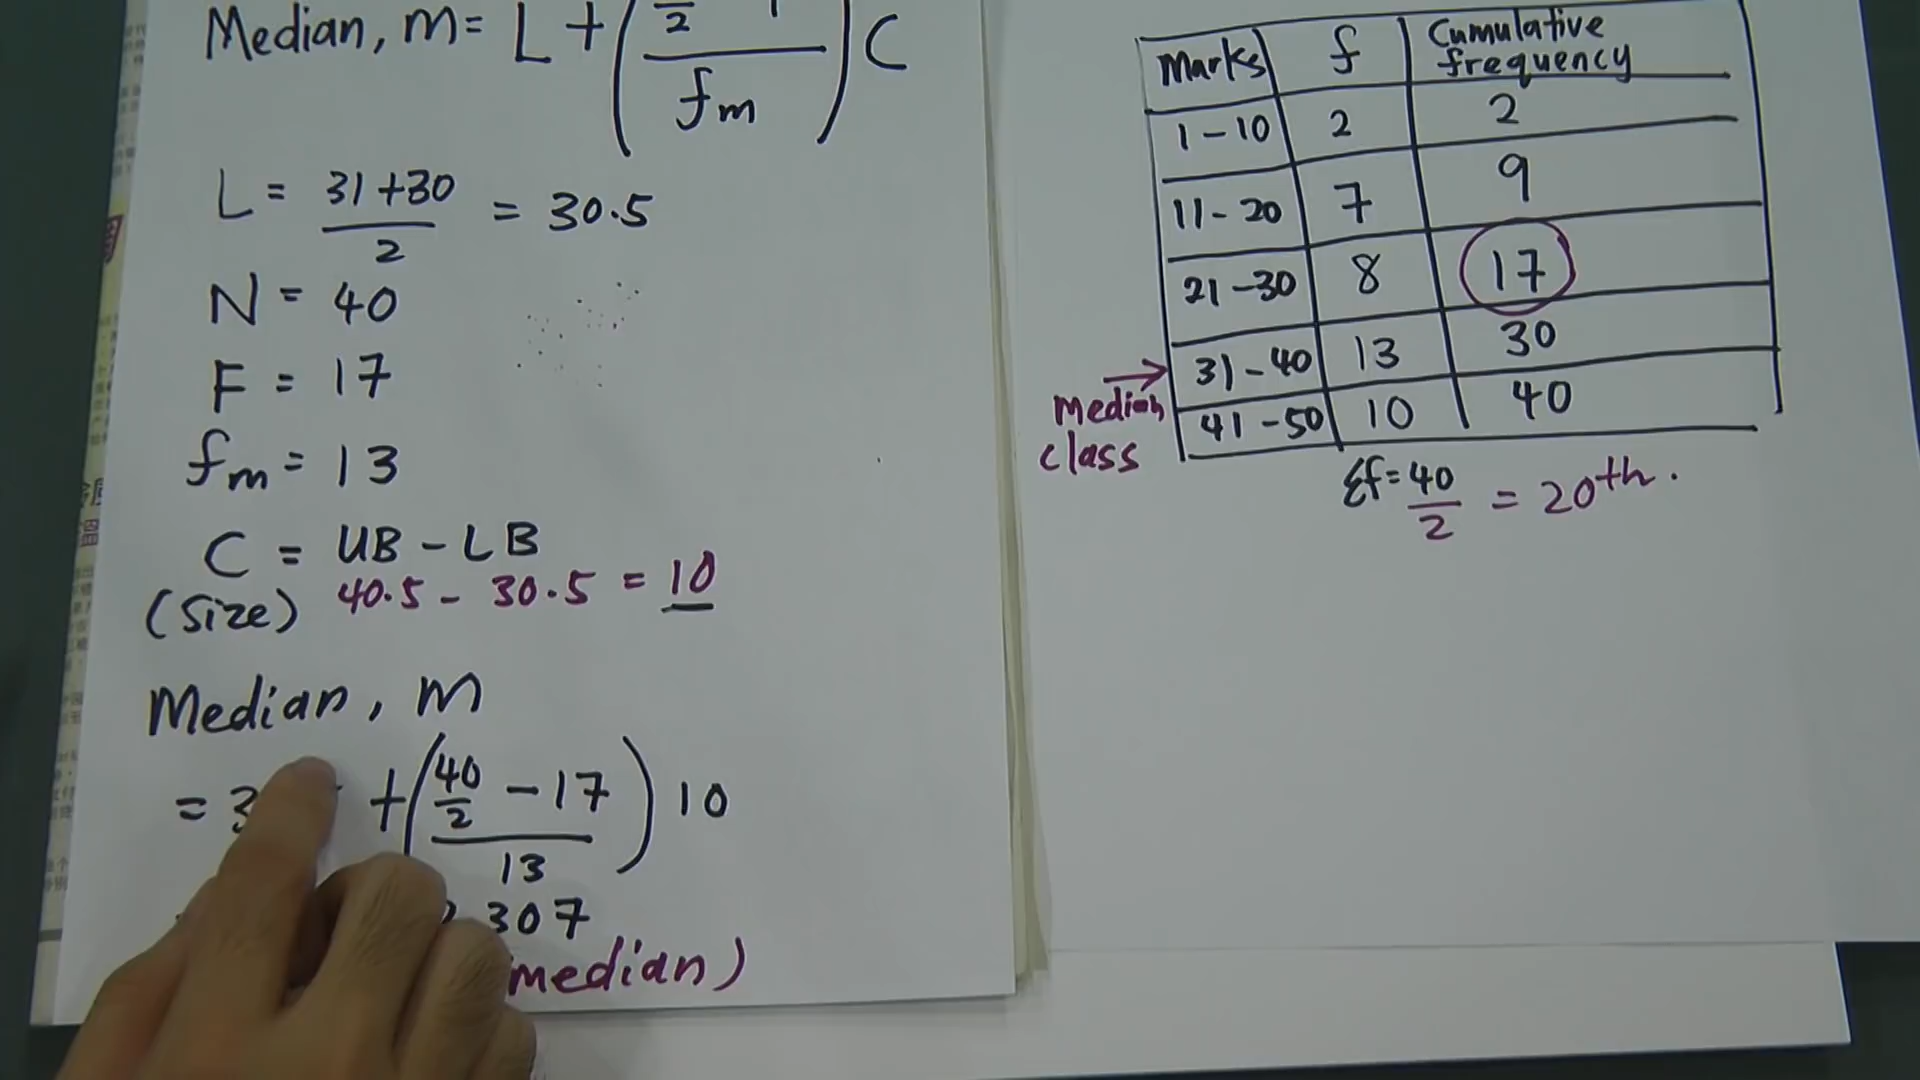 Median, m = L + ( 2 / fm ) C
L = 31+30 / 2 = 30.5
N = 40
F = 17
fm = 13
C = UB - LB
(Size) 40.5 - 30.5 = 10
Median, m
= 3 + ( 40/2 - 17 / 13 ) 10
307
median)
Marks f Cumulative frequency
1-10 2 2
11-20 7 9
21-30 8 17
31-40 13 30
41-50 10 40
Median
class
Σf = 40 / 2 = 20th.